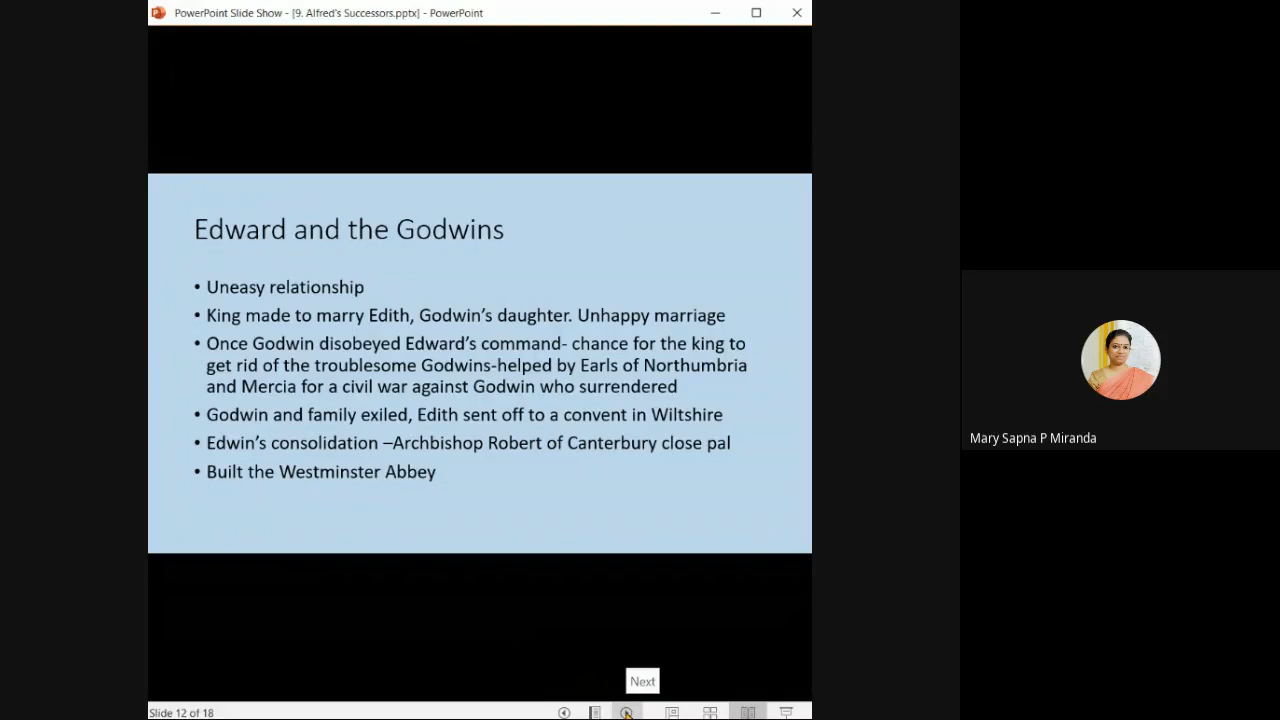 PowerPoint Slide Show - [9. Alfred's Successors.pptx] - PowerPoint
Edward and the Godwins
• Uneasy relationship
• King made to marry Edith, Godwin's daughter. Unhappy marriage
• Once Godwin disobeyed Edward's command- chance for the king to
get rid of the troublesome Godwins-helped by Earls of Northumbria
and Mercia for a civil war against Godwin who surrendered
• Godwin and family exiled, Edith sent off to a convent in Wiltshire
• Edwin's consolidation –Archbishop Robert of Canterbury close pal
• Built the Westminster Abbey
Mary Sapna P Miranda
Next
Slide 12 of 18